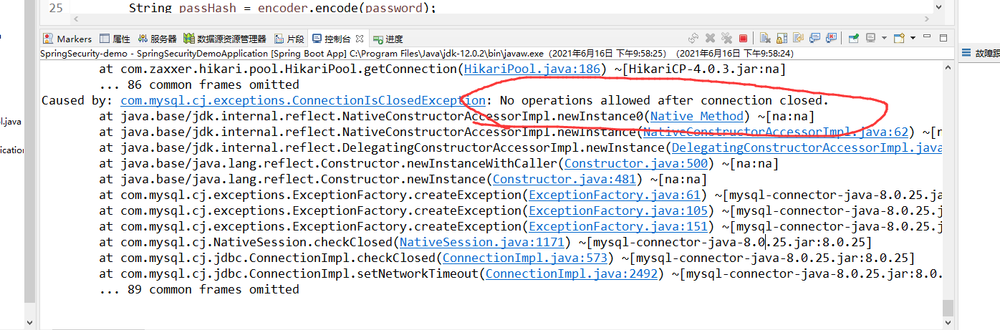 25 String passHash = encoder.encode(password);
Markers 属性 服务器 数据源资源管理器 片段 控制台 进度
SpringSecurity-demo - SpringSecurityDemoApplication [Spring Boot App] C:\Program Files\Java\jdk-12.0.2\bin\javaw.exe (2021年6月16日 下午9:58:25) (2021年6月16日 下午9:58:24)
at com.zaxxer.hikari.pool.HikariPool.getConnection(HikariPool.java:186) ~[HikariCP-4.0.3.jar:na]
... 86 common frames omitted
Caused by: com.mysql.cj.exceptions.ConnectionIsClosedException: No operations allowed after connection closed.
at java.base/jdk.internal.reflect.NativeConstructorAccessorImpl.newInstance0(Native Method) ~[na:na]
at java.base/jdk.internal.reflect.NativeConstructorAccessorImpl.newInstance(NativeConstructorAccessorImpl.java:62) ~[n
at java.base/jdk.internal.reflect.DelegatingConstructorAccessorImpl.newInstance(DelegatingConstructorAccessorImpl.java
at java.base/java.lang.reflect.Constructor.newInstanceWithCaller(Constructor.java:500) ~[na:na]
at java.base/java.lang.reflect.Constructor.newInstance(Constructor.java:481) ~[na:na]
at com.mysql.cj.exceptions.ExceptionFactory.createException(ExceptionFactory.java:61) ~[mysql-connector-java-8.0.25.ja
at com.mysql.cj.exceptions.ExceptionFactory.createException(ExceptionFactory.java:105) ~[mysql-connector-java-8.0.25.j
at com.mysql.cj.exceptions.ExceptionFactory.createException(ExceptionFactory.java:151) ~[mysql-connector-java-8.0.25.j
at com.mysql.cj.NativeSession.checkClosed(NativeSession.java:1171) ~[mysql-connector-java-8.0.25.jar:8.0.25]
at com.mysql.cj.jdbc.ConnectionImpl.checkClosed(ConnectionImpl.java:573) ~[mysql-connector-java-8.0.25.jar:8.0.25]
at com.mysql.cj.jdbc.ConnectionImpl.setNetworkTimeout(ConnectionImpl.java:2492) ~[mysql-connector-java-8.0.25.jar:8.0.
... 89 common frames omitted
l.java
ication
故障跟